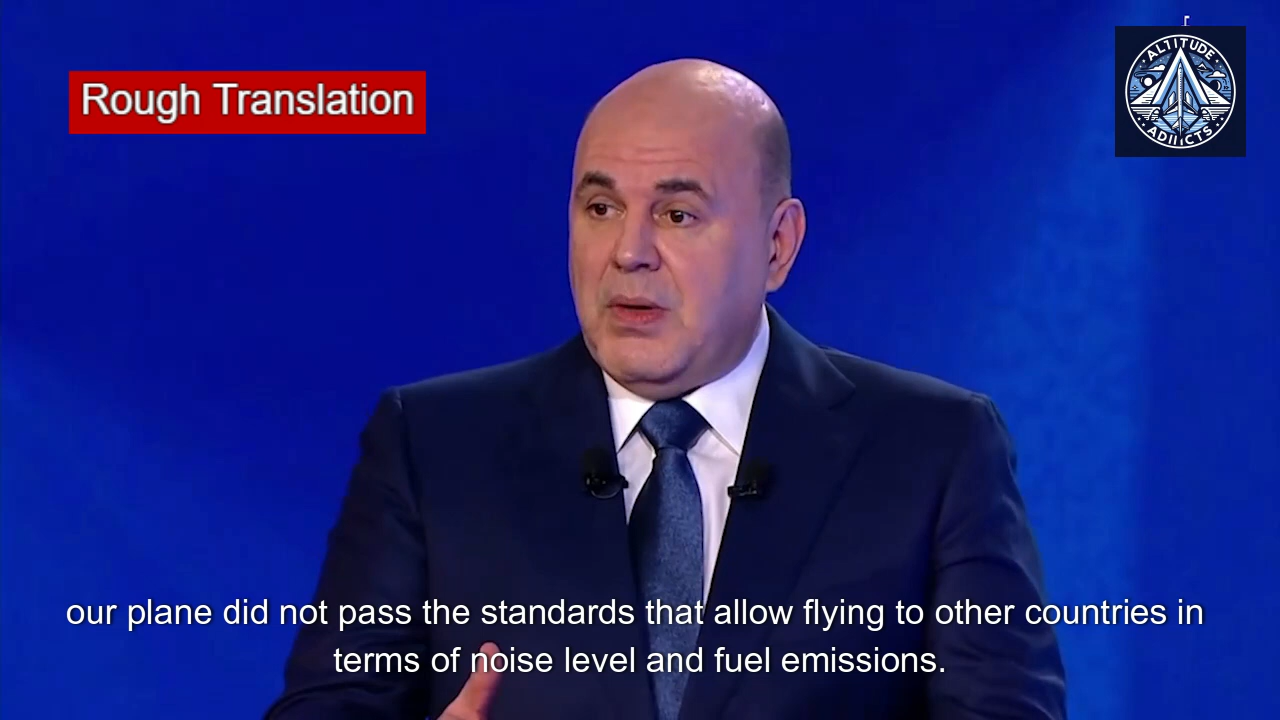 Rough Translation
ALTITUDE
ADIICTS
our plane did not pass the standards that allow flying to other countries in
terms of noise level and fuel emissions.